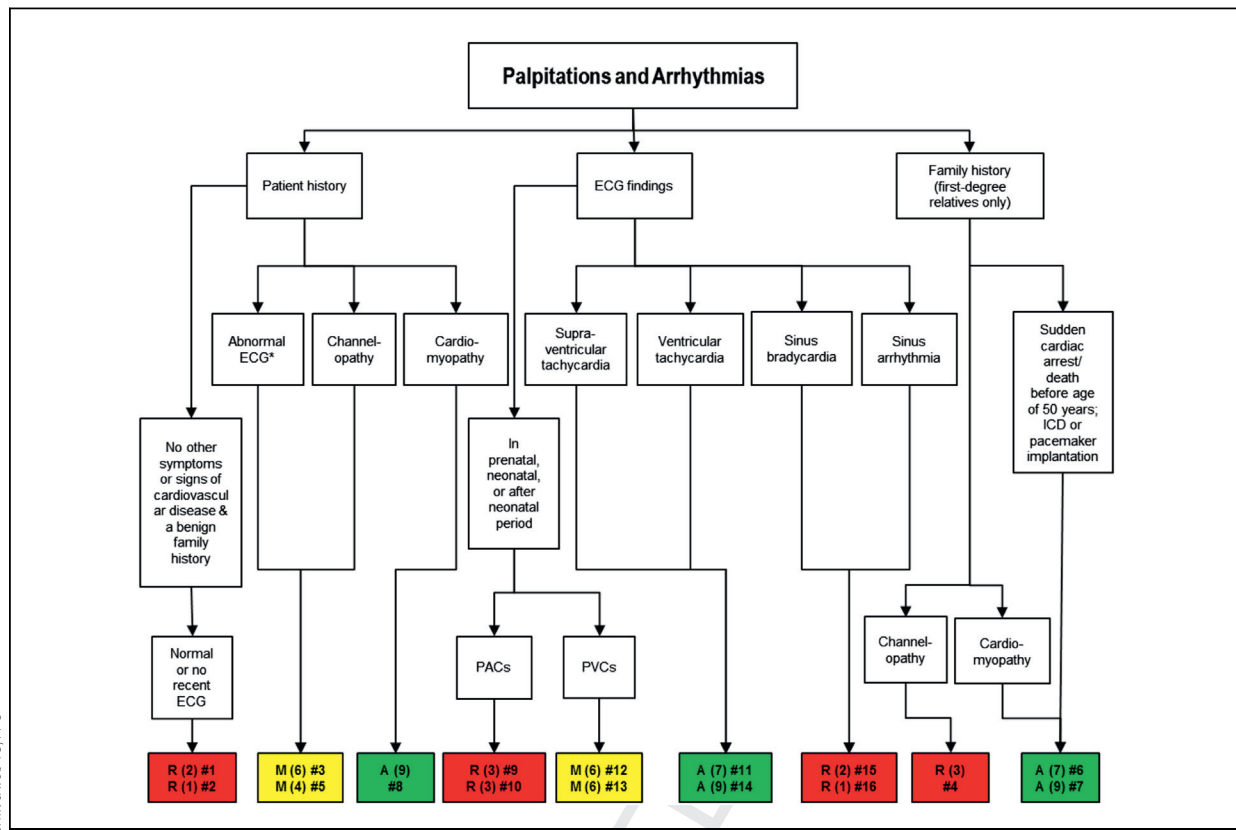 Palpitations and Arrhythmias
Patient history
ECG findings
Family history
(first-degree
relatives only)
Abnormal
ECG*
Channel-
opathy
Cardio-
myopathy
Supra-
ventricular
tachycardia
Ventricular
tachycardia
Sinus
bradycardia
Sinus
arrhythmia
Sudden
cardiac
arrest/
death
before age
of 50 years;
ICD or
pacemaker
implantation
No other
symptoms
or signs of
cardiovascul
ar disease &
a benign
family
history
In
prenatal,
neonatal,
or after
neonatal
period
Normal
or no
recent
ECG
PACs
PVCs
Channel-
opathy
Cardio-
myopathy
R (2) #1
R (1) #2
M (6) #3
M (4) #5
A (9)
#8
R (3) #9
R (3) #10
M (6) #12
M (6) #13
A (7) #11
A (9) #14
R (2) #15
R (1) #16
R (3)
#4
A (7) #6
A (9) #7